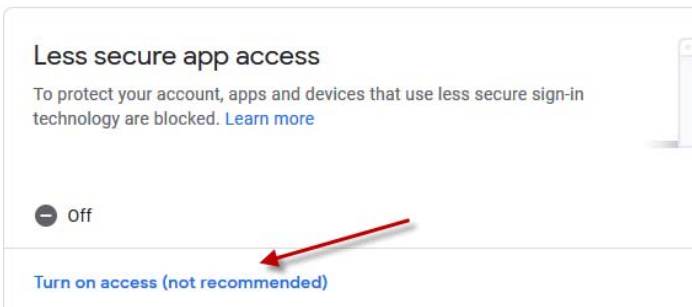 Less secure app access
To protect your account, apps and devices that use less secure sign-in
technology are blocked. Learn more
Off
Turn on access (not recommended)